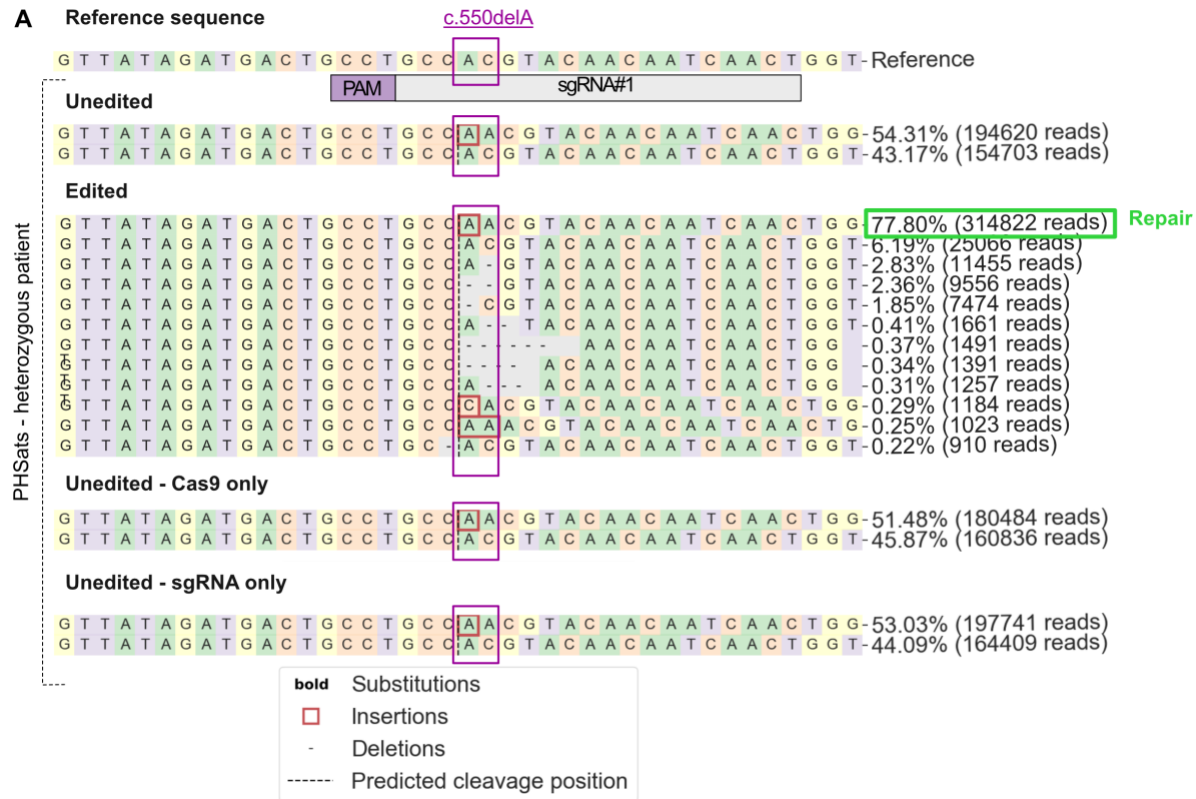 A
Reference sequence
c.550delA
G T T A T A G A T G A C T G C C T G C C A C G T A C A A C A A T C A A C T G G T - Reference
PAM sgRNA#1
Unedited
G T T A T A G A T G A C T G C C T G C C A A C G T A C A A C A A T C A A C T G G - 54.31% (194620 reads)
G T T A T A G A T G A C T G C C T G C C A C G T A C A A C A A T C A A C T G G T - 43.17% (154703 reads)
Edited
G T T A T A G A T G A C T G C C T G C C A A C G T A C A A C A A T C A A C T G G - 77.80% (314822 reads) Repair
G T T A T A G A T G A C T G C C T G C C A C G T A C A A C A A T C A A C T G G T - 6.19% (25066 reads)
G T T A T A G A T G A C T G C C T G C C A - G T A C A A C A A T C A A C T G G T - 2.83% (11455 reads)
G T T A T A G A T G A C T G C C T G C C - - G T A C A A C A A T C A A C T G G T - 2.36% (9556 reads)
G T T A T A G A T G A C T G C C T G C C - C G T A C A A C A A T C A A C T G G T - 1.85% (7474 reads)
G T T A T A G A T G A C T G C C T G C C A - - T A C A A C A A T C A A C T G G T - 0.41% (1661 reads)
G T T A T A G A T G A C T G C C T G C C - - - - - A A C A A T C A A C T G G - 0.37% (1491 reads)
G T T A T A G A T G A C T G C C T G C C - - - - A C A A C A A T C A A C T G G - 0.34% (1391 reads)
G T T A T A G A T G A C T G C C T G C C A - - - A C A A C A A T C A A C T G G - 0.31% (1257 reads)
G T T A T A G A T G A C T G C C T G C C C A C G T A C A A C A A T C A A C T G G - 0.29% (1184 reads)
G T T A T A G A T G A C T G C C T G C C A A A C G T A C A A C A A T C A A C T G - 0.25% (1023 reads)
G T T A T A G A T G A C T G C C T G C - A C G T A C A A C A A T C A A C T G G T - 0.22% (910 reads)
Unedited - Cas9 only
G T T A T A G A T G A C T G C C T G C C A A C G T A C A A C A A T C A A C T G G - 51.48% (180484 reads)
G T T A T A G A T G A C T G C C T G C C A C G T A C A A C A A T C A A C T G G T - 45.87% (160836 reads)
Unedited - sgRNA only
G T T A T A G A T G A C T G C C T G C C A A C G T A C A A C A A T C A A C T G G - 53.03% (197741 reads)
G T T A T A G A T G A C T G C C T G C C A C G T A C A A C A A T C A A C T G G T - 44.09% (164409 reads)
PHSats - heterozygous patient
bold Substitutions
Insertions
- Deletions
Predicted cleavage position